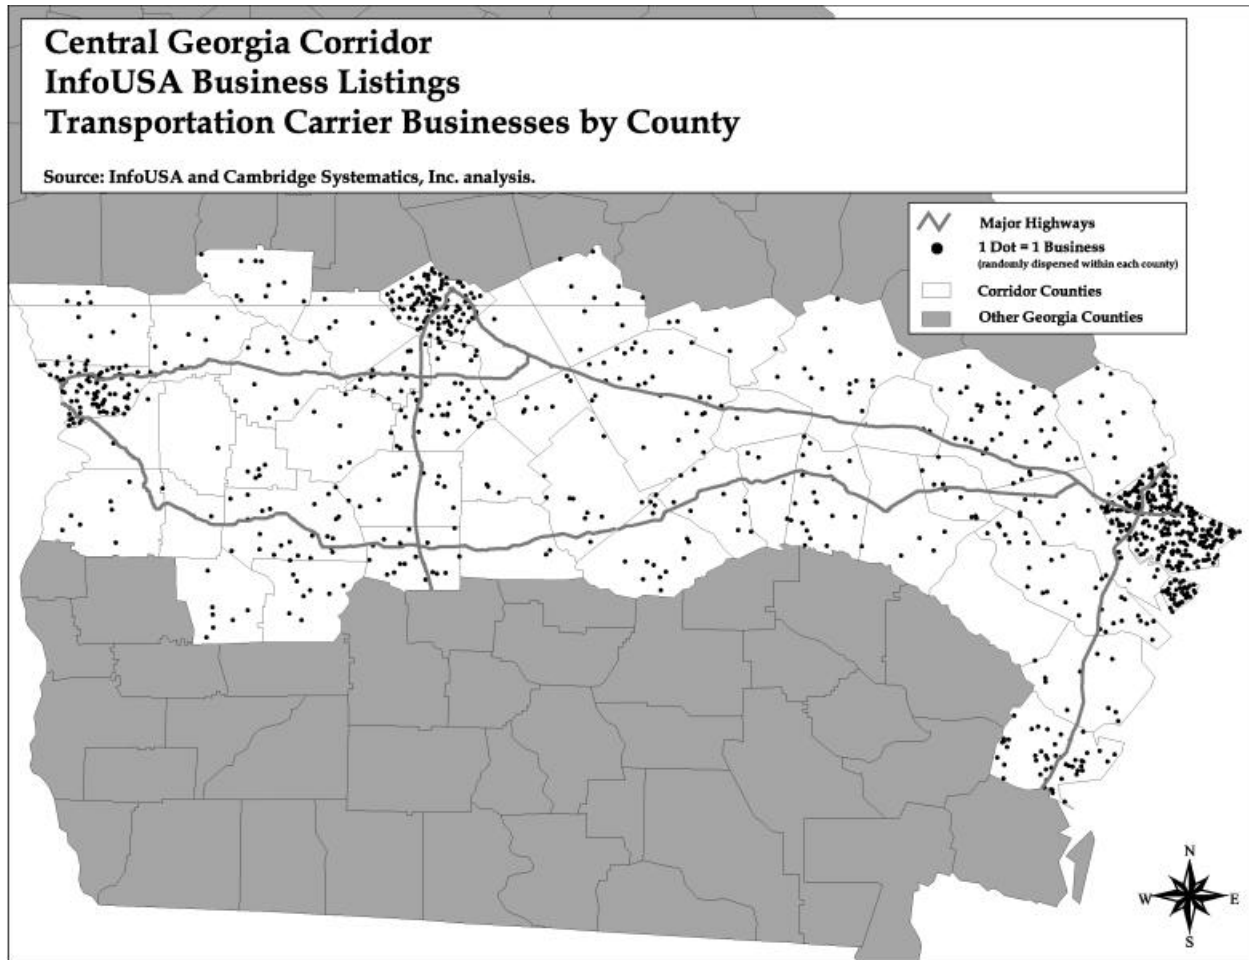 Central Georgia Corridor
InfoUSA Business Listings
Transportation Carrier Businesses by County
Source: InfoUSA and Cambridge Systematics, Inc. analysis.
Major Highways
1 Dot = 1 Business
(randomly dispersed within each county)
Corridor Counties
Other Georgia Counties
N
W E
S